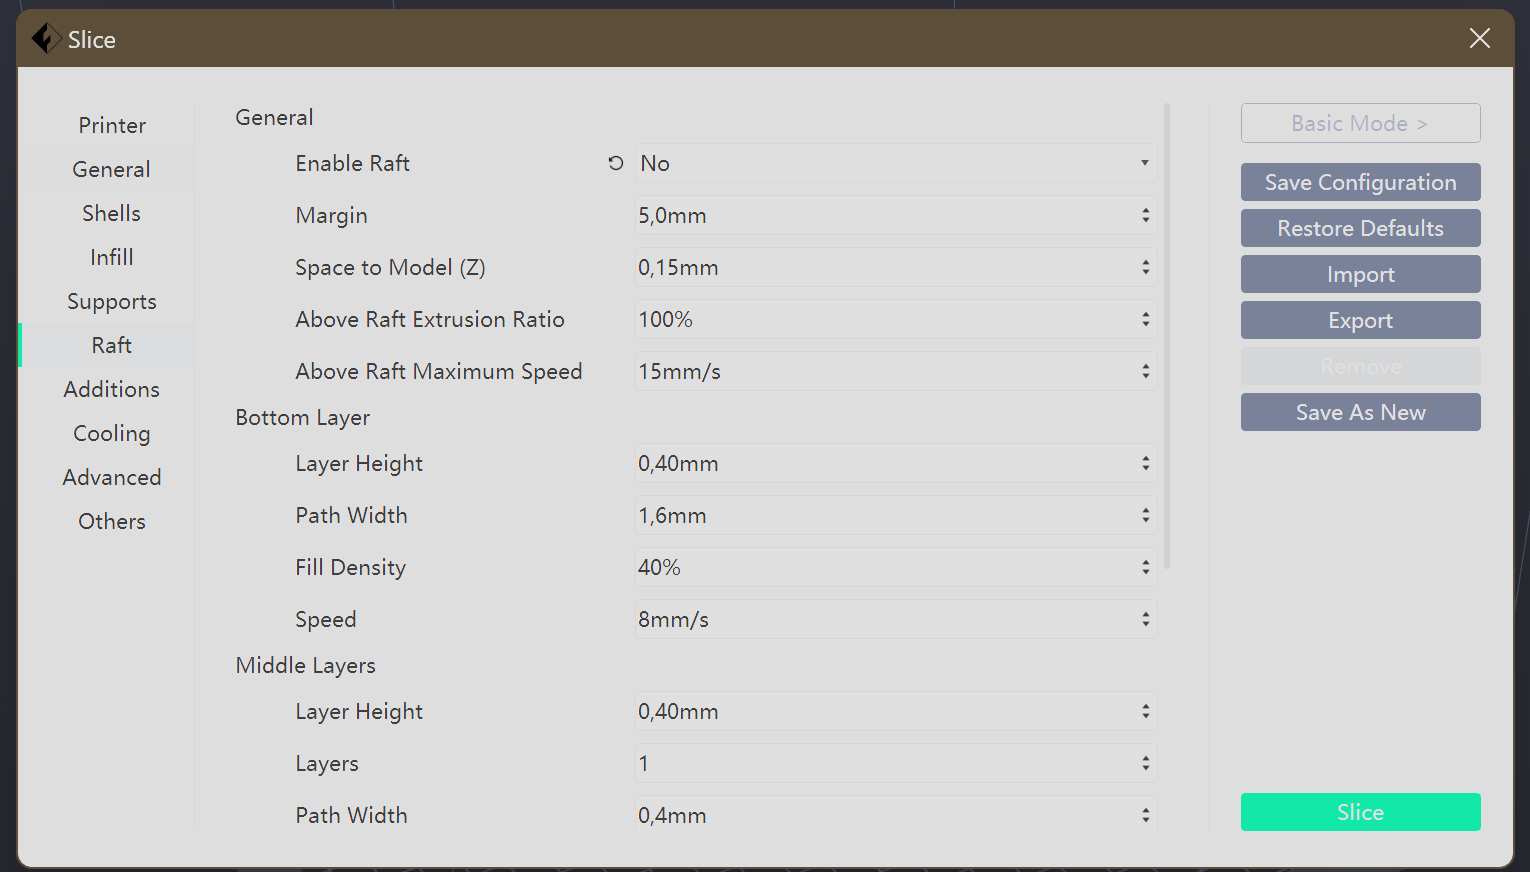 Slice
Printer
General
Shells
Infill
Supports
Raft
Additions
Cooling
Advanced
Others
General
Enable Raft No
Margin 5,0mm
Space to Model (Z) 0,15mm
Above Raft Extrusion Ratio 100%
Above Raft Maximum Speed 15mm/s
Bottom Layer
Layer Height 0,40mm
Path Width 1,6mm
Fill Density 40%
Speed 8mm/s
Middle Layers
Layer Height 0,40mm
Layers 1
Path Width 0,4mm
Basic Mode >
Save Configuration
Restore Defaults
Import
Export
Remove
Save As New
Slice